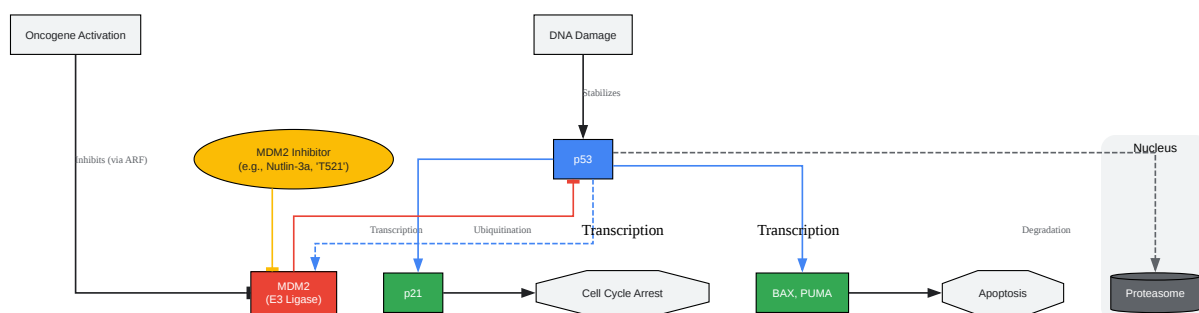 Oncogene Activation
DNA Damage
Stabilizes
MDM2 Inhibitor
(e.g., Nutlin-3a, 'T521')
Inhibits (via ARF)
p53
Nucleus
Transcription
Ubiquitination
Transcription
Transcription
Degradation
MDM2
(E3 Ligase)
p21
Cell Cycle Arrest
BAX, PUMA
Apoptosis
Proteasome